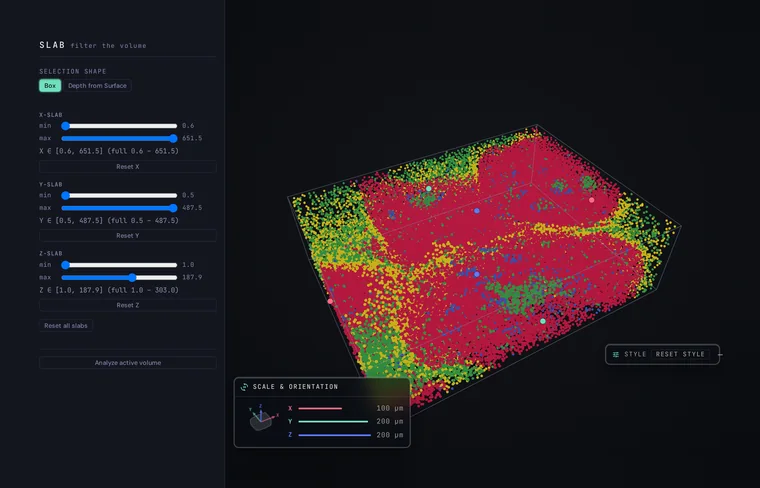 SLAB filter the volume
SELECTION SHAPE
Box Depth from Surface
X-SLAB
min 0.6
max 651.5
X ∈ [0.6, 651.5] (full 0.6 – 651.5)
Reset X
Y-SLAB
min 0.5
max 487.5
Y ∈ [0.5, 487.5] (full 0.5 – 487.5)
Reset Y
Z-SLAB
min 1.0
max 187.9
Z ∈ [1.0, 187.9] (full 1.0 – 303.0)
Reset Z
Reset all slabs
Analyze active volume
STYLE RESET STYLE –
SCALE & ORIENTATION
X 100 μm
Y 200 μm
Z 200 μm
Y Z X